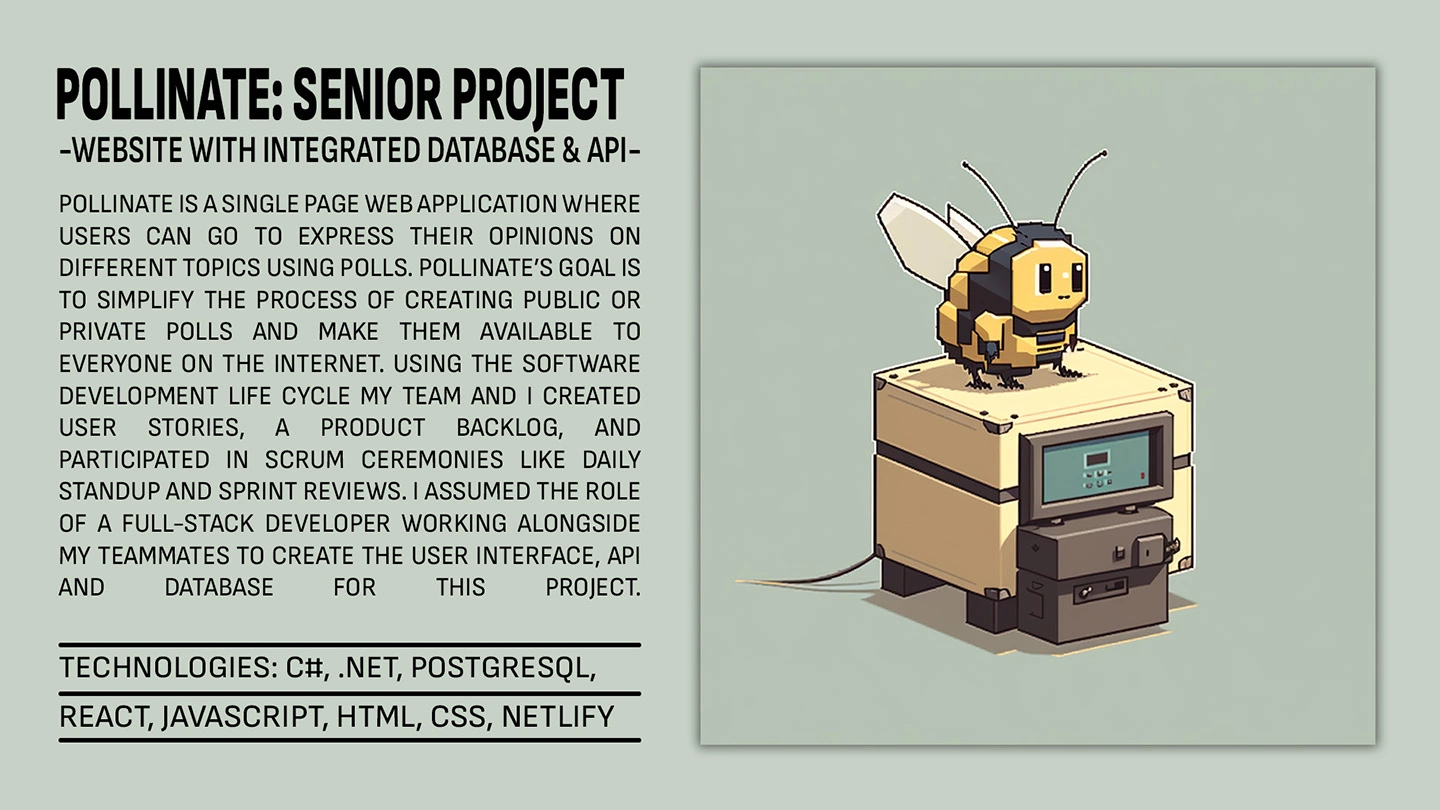 POLLINATE: SENIOR PROJECT
-WEBSITE WITH INTEGRATED DATABASE & API-
POLLINATE IS A SINGLE PAGE WEB APPLICATION WHERE
USERS CAN GO TO EXPRESS THEIR OPINIONS ON
DIFFERENT TOPICS USING POLLS. POLLINATE'S GOAL IS
TO SIMPLIFY THE PROCESS OF CREATING PUBLIC OR
PRIVATE POLLS AND MAKE THEM AVAILABLE TO
EVERYONE ON THE INTERNET. USING THE SOFTWARE
DEVELOPMENT LIFE CYCLE MY TEAM AND I CREATED
USER STORIES, A PRODUCT BACKLOG, AND
PARTICIPATED IN SCRUM CEREMONIES LIKE DAILY
STANDUP AND SPRINT REVIEWS. I ASSUMED THE ROLE
OF A FULL-STACK DEVELOPER WORKING ALONGSIDE
MY TEAMMATES TO CREATE THE USER INTERFACE, API
AND DATABASE FOR THIS PROJECT.
TECHNOLOGIES: C#, .NET, POSTGRESQL,
REACT, JAVASCRIPT, HTML, CSS, NETLIFY